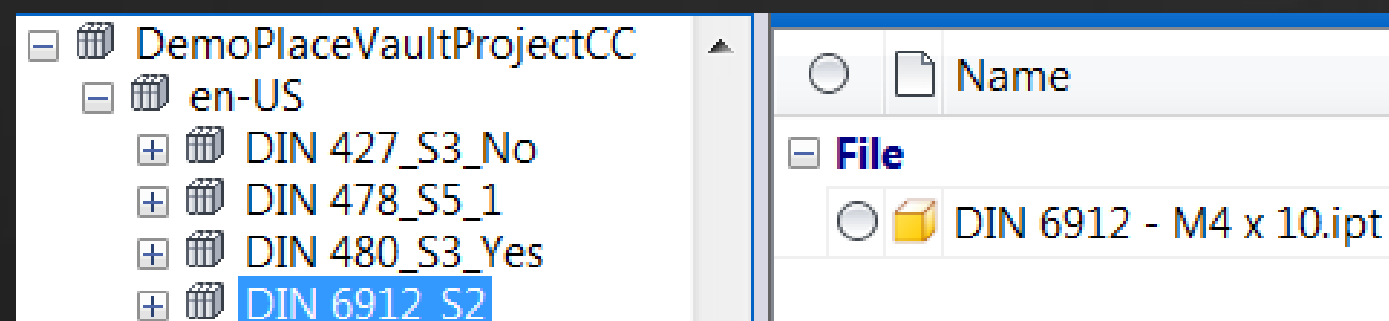 DemoPlaceVaultProjectCC
en-US
DIN 427_S3_No
DIN 478_S5_1
DIN 480_S3_Yes
DIN 6912_S2
Name
File
DIN 6912 - M4 x 10.ipt